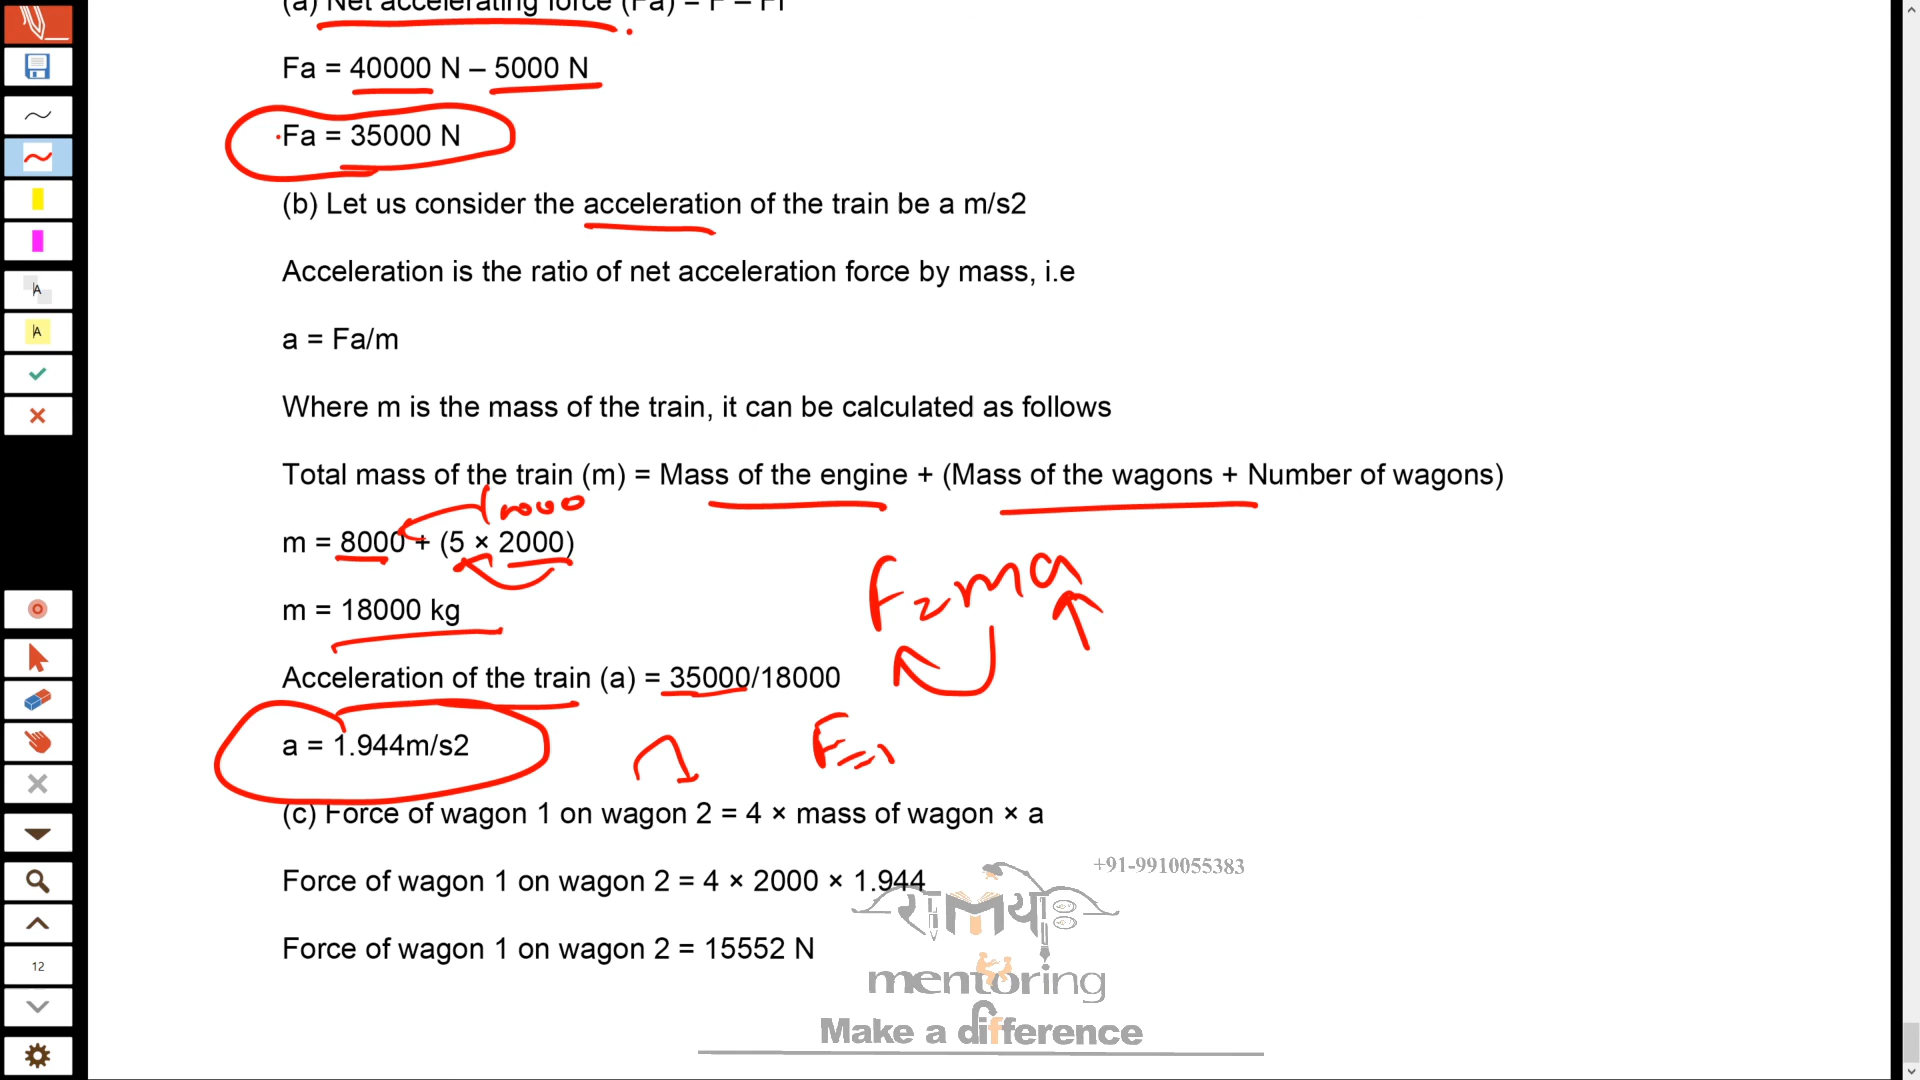 (a) Net accelerating force (Fa) = F – Ff
Fa = 40000 N – 5000 N
Fa = 35000 N
(b) Let us consider the acceleration of the train be a m/s2
Acceleration is the ratio of net acceleration force by mass, i.e
a = Fa/m
Where m is the mass of the train, it can be calculated as follows
Total mass of the train (m) = Mass of the engine + (Mass of the wagons + Number of wagons)
m = 8000 + (5 × 2000)
m = 18000 kg
F = ma
Acceleration of the train (a) = 35000/18000
a = 1.944m/s2
(c) Force of wagon 1 on wagon 2 = 4 × mass of wagon × a
+91-9910055383
Force of wagon 1 on wagon 2 = 4 × 2000 × 1.944
Force of wagon 1 on wagon 2 = 15552 N
mentoring
Make a difference
12